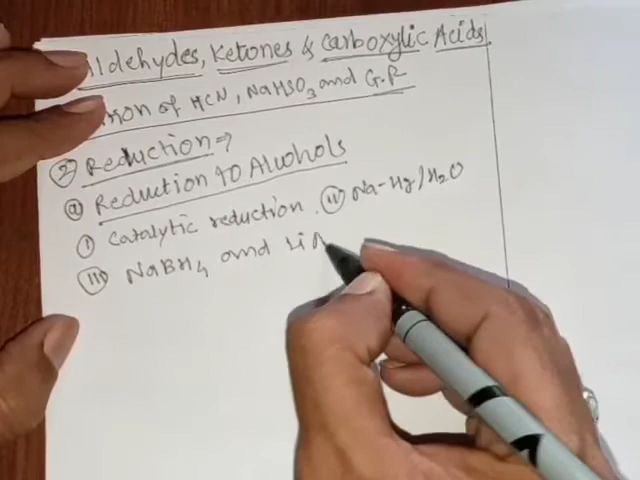 ldehydes, Ketones & Carboxylic Acids
ion of HCN, NaHSO3 and G.R
② Reduction ⇒
ⓐ Reduction to Alcohols
(i) Catalytic reduction. (ii) Na-Hg/H2O
(iii) NaBH4 and LiA